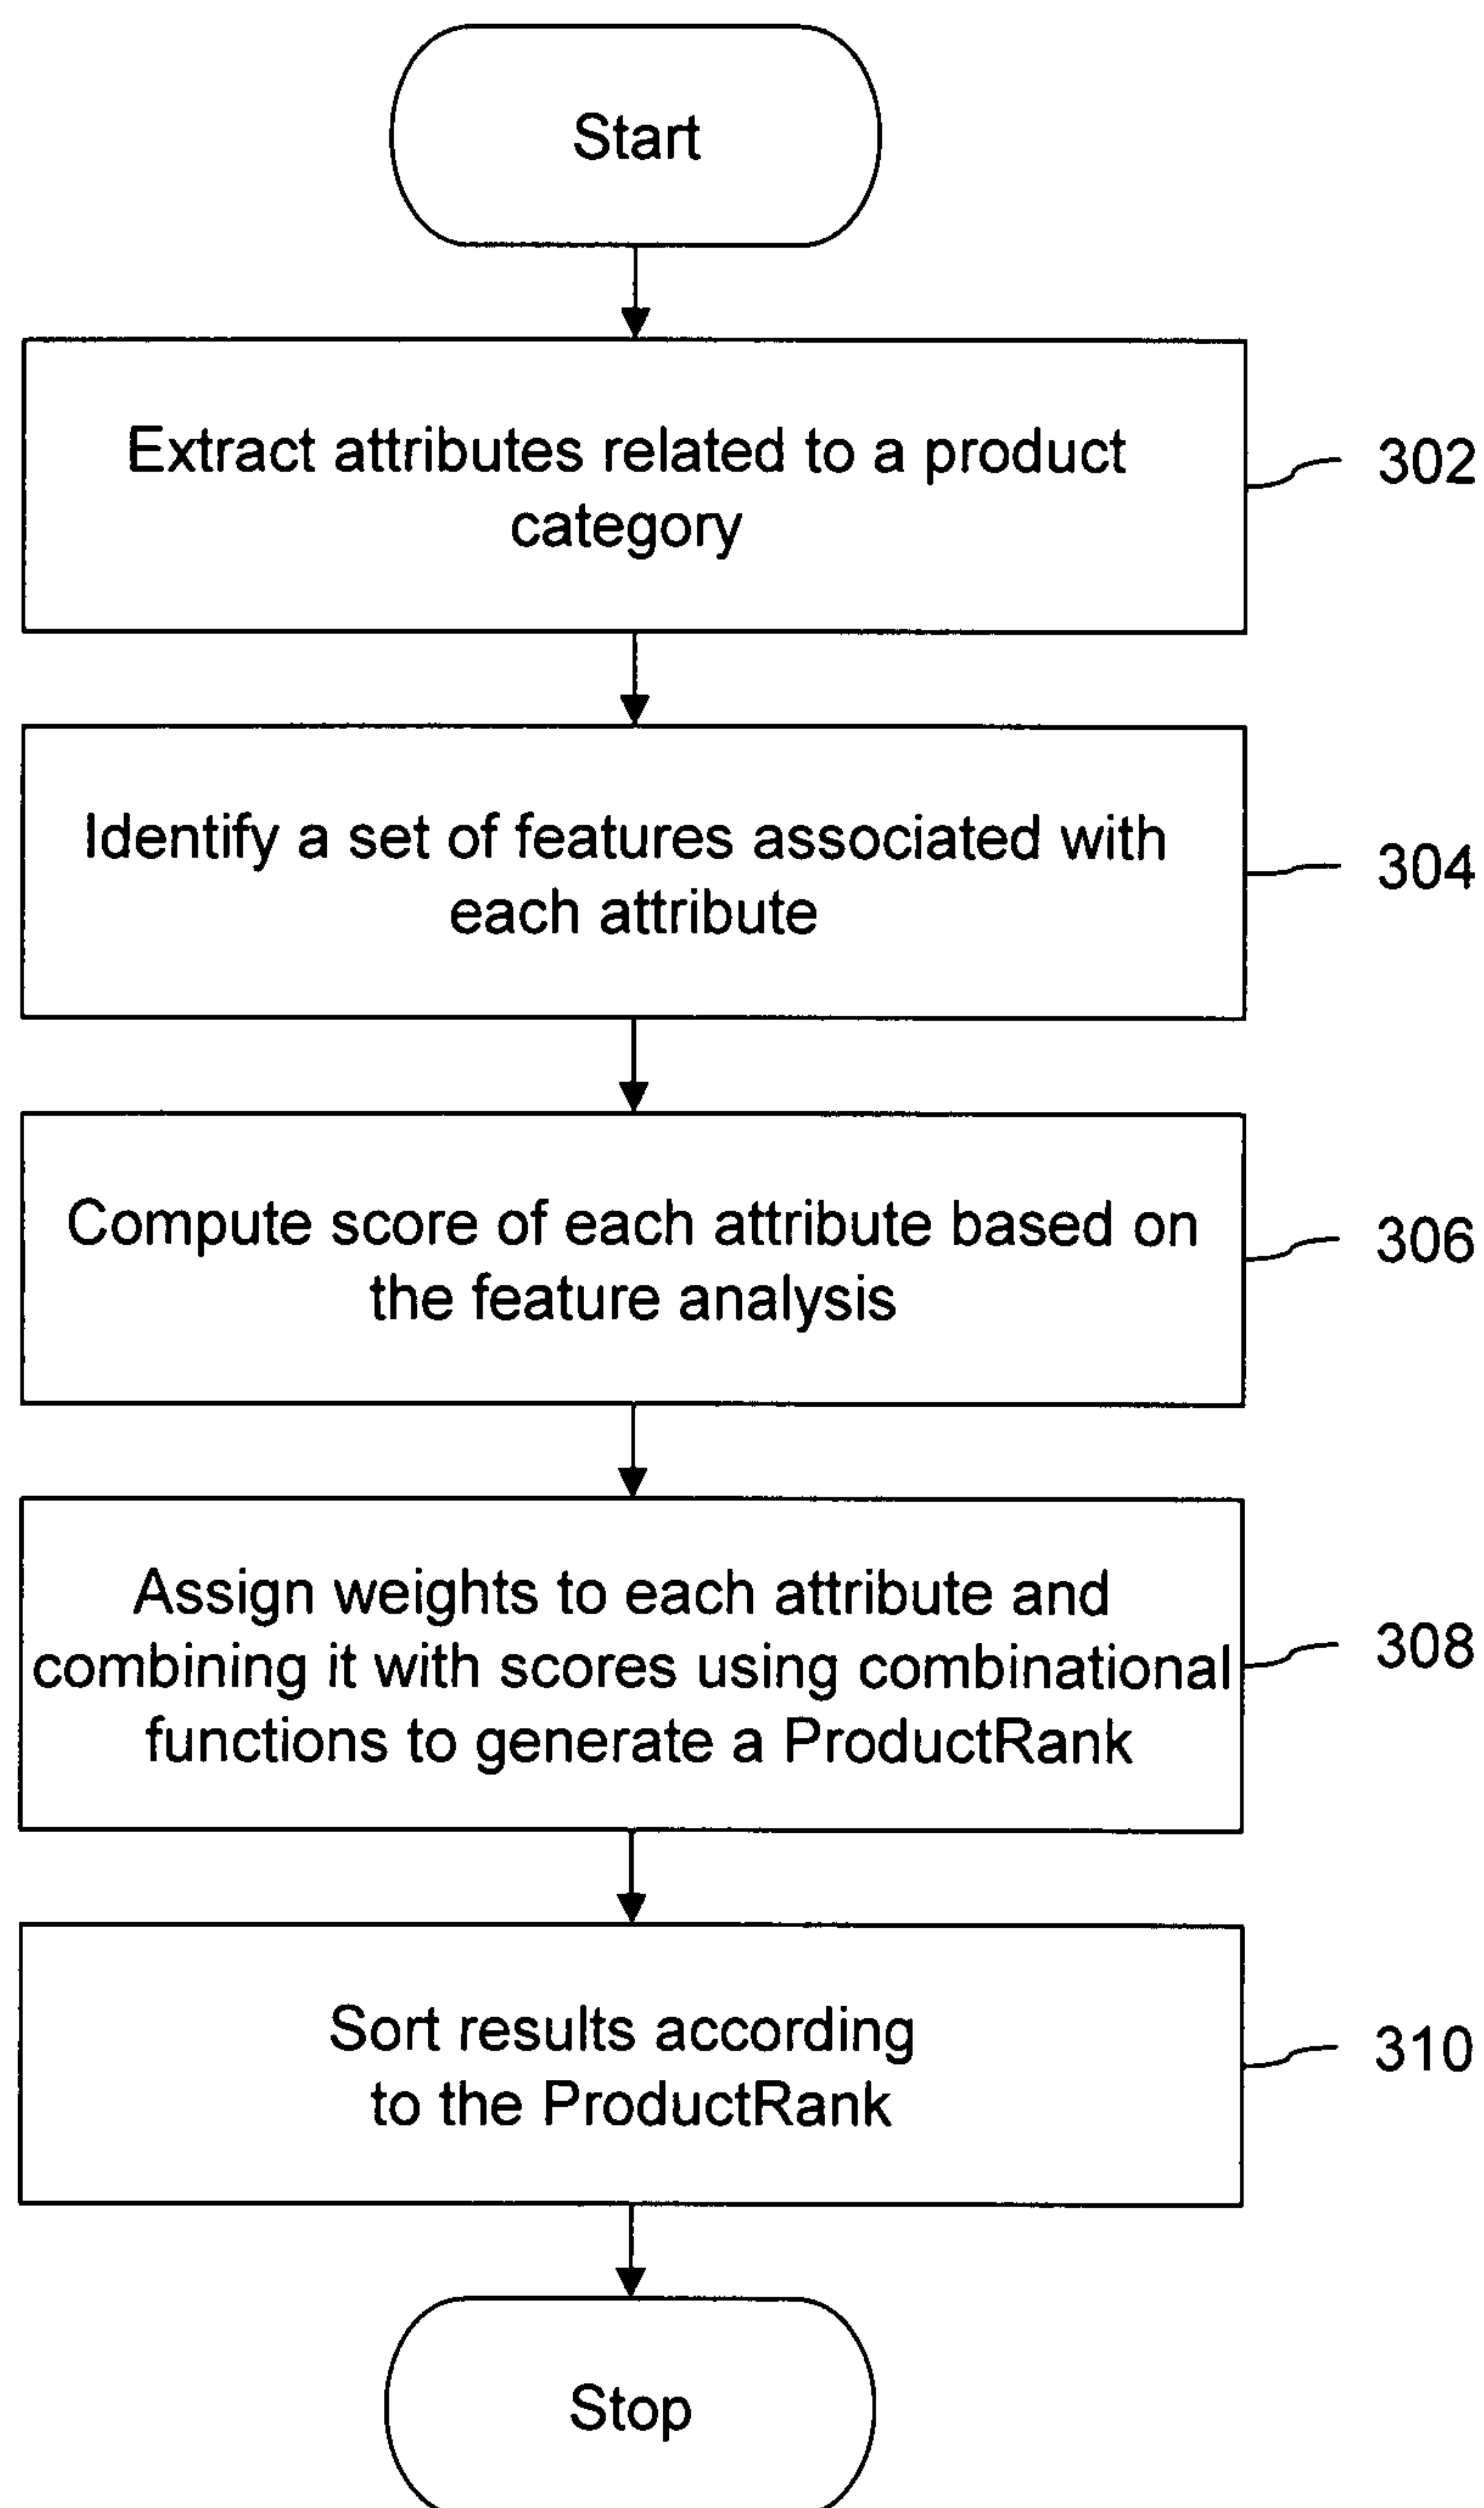 Start
Extract attributes related to a product
category
302
Identify a set of features associated with
each attribute
304
Compute score of each attribute based on
the feature analysis
306
Assign weights to each attribute and
combining it with scores using combinational
functions to generate a ProductRank
308
Sort results according
to the ProductRank
310
Stop